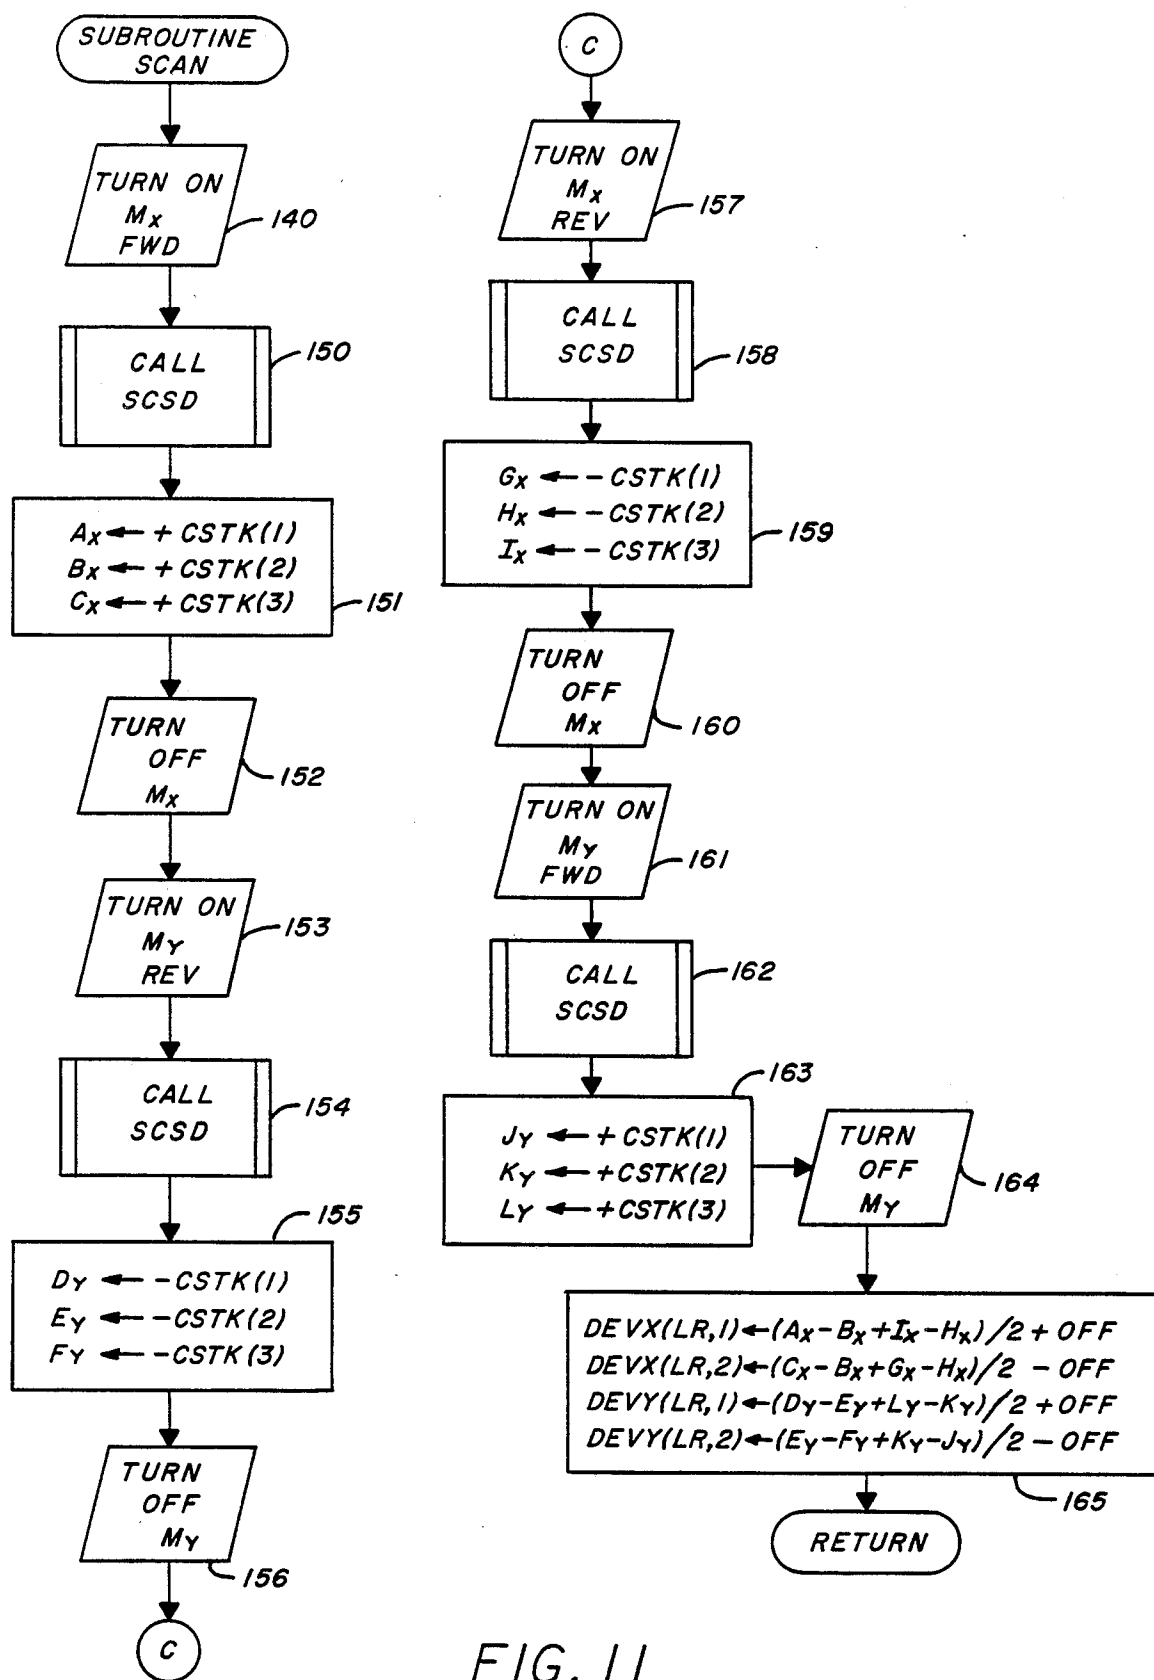 SUBROUTINE
SCAN
TURN ON
Mx
FWD
140
CALL
SCSD
150
Ax ← + CSTK(1)
Bx ← + CSTK(2)
Cx ← + CSTK(3)
151
TURN
OFF
Mx
152
TURN ON
My
REV
153
CALL
SCSD
154
155
Dy ← -CSTK(1)
Ey ← -CSTK(2)
Fy ← -CSTK(3)
TURN
OFF
My
156
C
C
TURN ON
Mx
REV
157
CALL
SCSD
158
Gx ← - CSTK(1)
Hx ← - CSTK(2)
Ix ← - CSTK(3)
159
TURN
OFF
Mx
160
TURN ON
My
FWD
161
CALL
SCSD
162
163
Jy ← +CSTK(1)
Ky ← +CSTK(2)
Ly ← +CSTK(3)
TURN
OFF
My
164
DEVX(LR,1)←(Ax-Bx+Ix-Hx)/2 + OFF
DEVX(LR,2)←(Cx-Bx+Gx-Hx)/2 - OFF
DEVY(LR,1)←(Dy-Ey+Ly-Ky)/2 + OFF
DEVY(LR,2)←(Ey-Fy+Ky-Jy)/2 - OFF
165
RETURN
FIG. 11